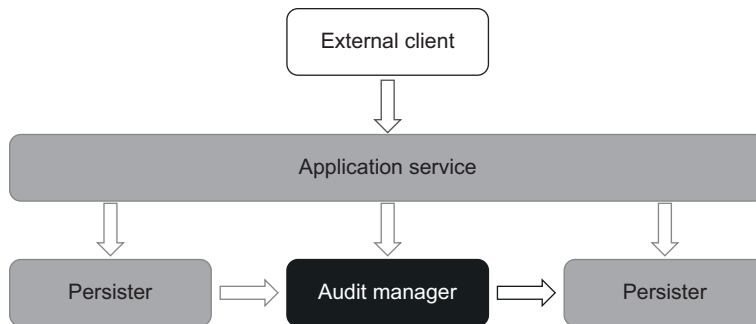 External client
Application service
Persister
Audit manager
Persister